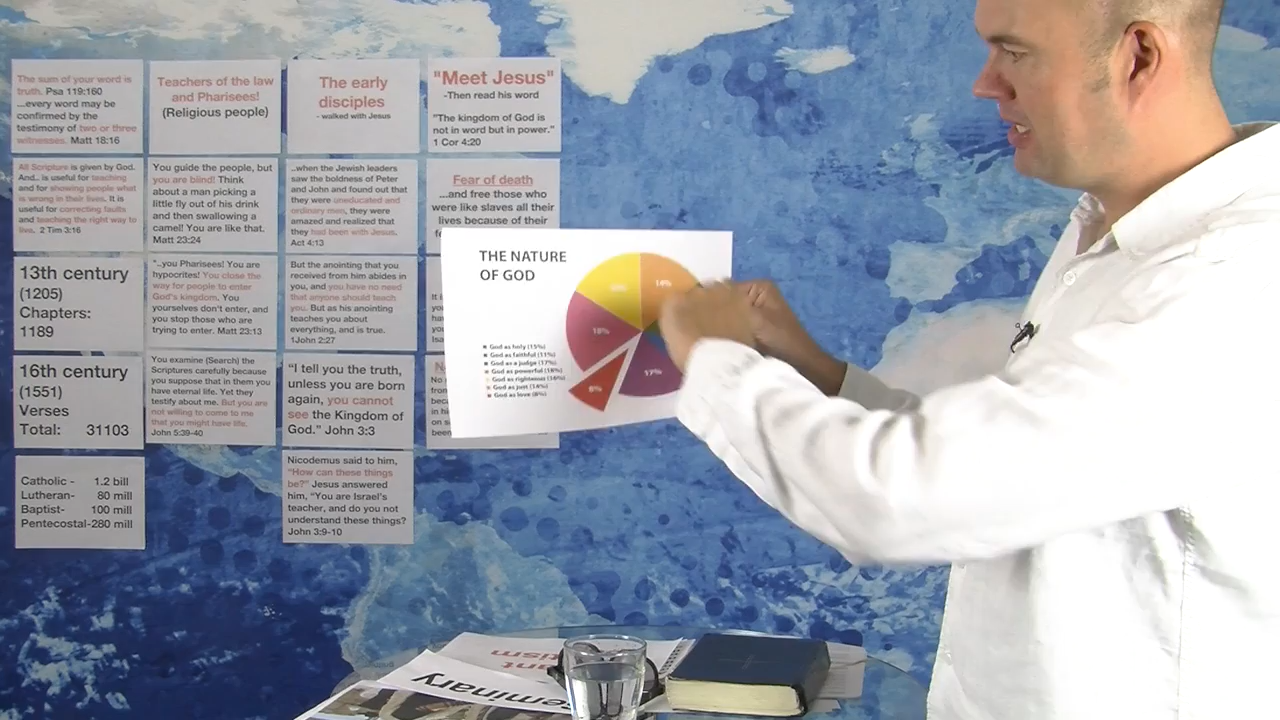 The sum of your word is
truth. Psa 119:160
...every word may be
confirmed by the
testimony of two or three
witnesses. Matt 18:16
All Scripture is given by God.
And.. is useful for teaching
and for showing people what
is wrong in their lives. It is
useful for correcting faults
and teaching the right way to
live. 2 Tim 3:16
13th century
(1205)
Chapters:
1189
16th century
(1551)
Verses
Total: 31103
Catholic - 1.2 bill
Lutheran- 80 mill
Baptist- 100 mill
Pentecostal-280 mill
Teachers of the law
and Pharisees!
(Religious people)
You guide the people, but
you are blind! Think
about a man picking a
little fly out of his drink
and then swallowing a
camel! You are like that.
Matt 23:24
"..you Pharisees! You are
hypocrites! You close the
way for people to enter
God's kingdom. You
yourselves don't enter, and
you stop those who are
trying to enter. Matt 23:13
You examine (Search) the
Scriptures carefully because
you suppose that in them you
have eternal life. Yet they
testify about me. But you are
not willing to come to me
that you might have life.
John 5:39-40
The early
disciples
- walked with Jesus
..when the Jewish leaders
saw the boldness of Peter
and John and found out that
they were uneducated and
ordinary men, they were
amazed and realized that
they had been with Jesus.
Act 4:13
But the anointing that you
received from him abides in
you, and you have no need
that anyone should teach
you. But as his anointing
teaches you about
everything, and is true.
1John 2:27
"I tell you the truth,
unless you are born
again, you cannot
see the Kingdom of
God." John 3:3
Nicodemus said to him,
"How can these things
be?" Jesus answered
him, "You are Israel's
teacher, and do you not
understand these things?
John 3:9-10
"Meet Jesus"
-Then read his word
"The kingdom of God is
not in word but in power."
1 Cor 4:20
Fear of death
...and free those who
were like slaves all their
lives because of their
THE NATURE
OF GOD
14%
18%
17%
8%
God as holy (15%)
God as faithful (11%)
God as a judge (17%)
God as powerful (18%)
God as righteous (16%)
God as just (14%)
God as love (8%)
eminary